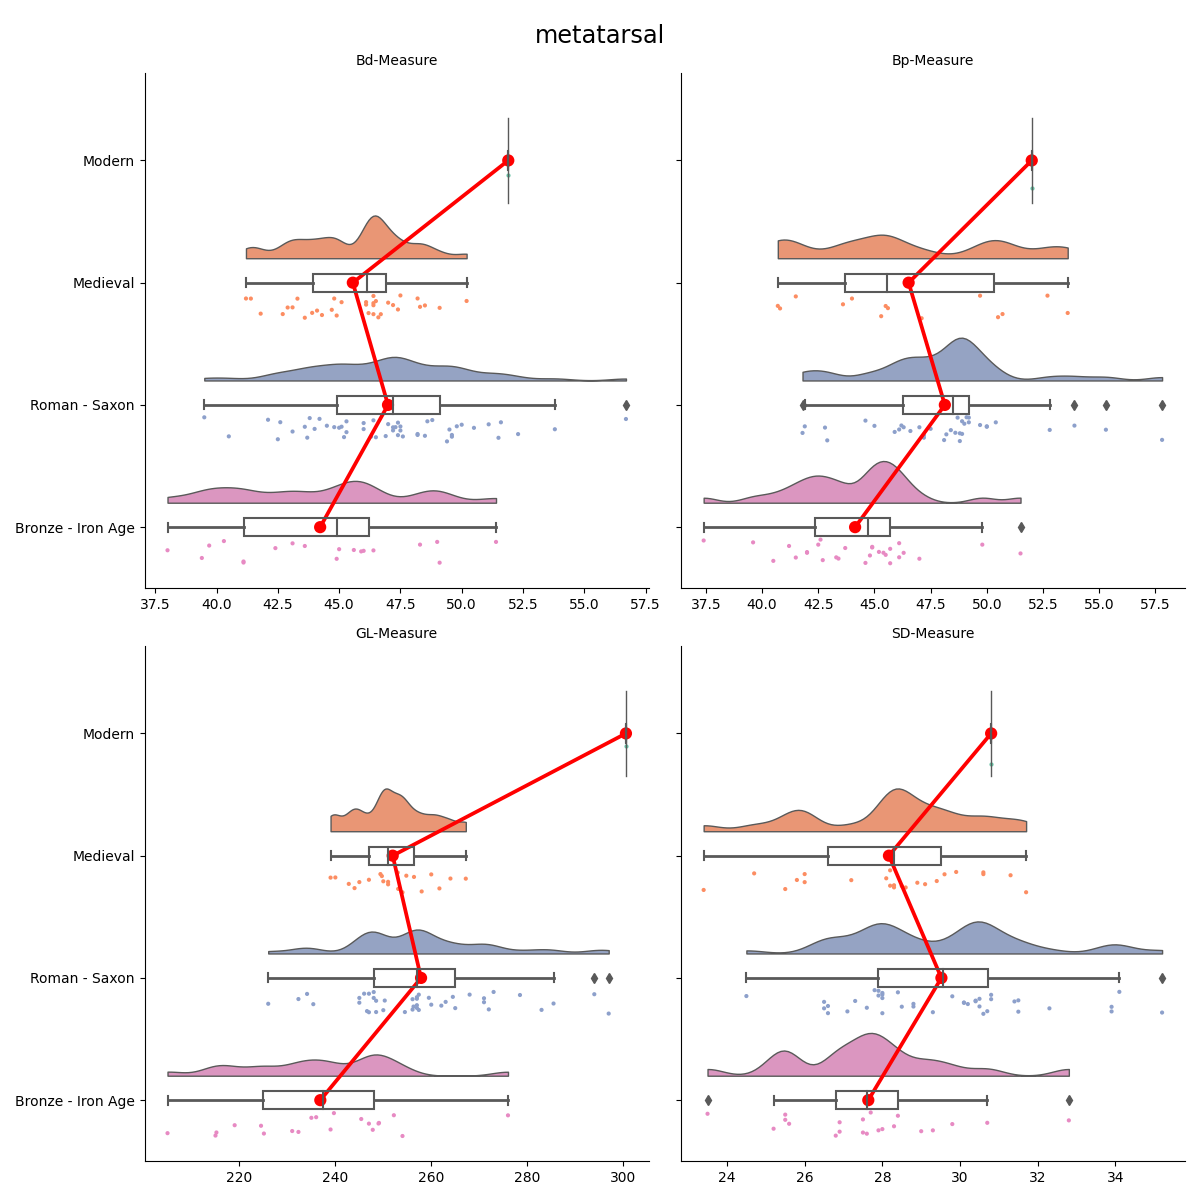 metatarsal
Bd-Measure
Bp-Measure
Modern
Medieval
Roman - Saxon
Bronze - Iron Age
37.5 40.0 42.5 45.0 47.5 50.0 52.5 55.0 57.5
37.5 40.0 42.5 45.0 47.5 50.0 52.5 55.0 57.5
GL-Measure
SD-Measure
Modern
Medieval
Roman - Saxon
Bronze - Iron Age
220 240 260 280 300
24 26 28 30 32 34